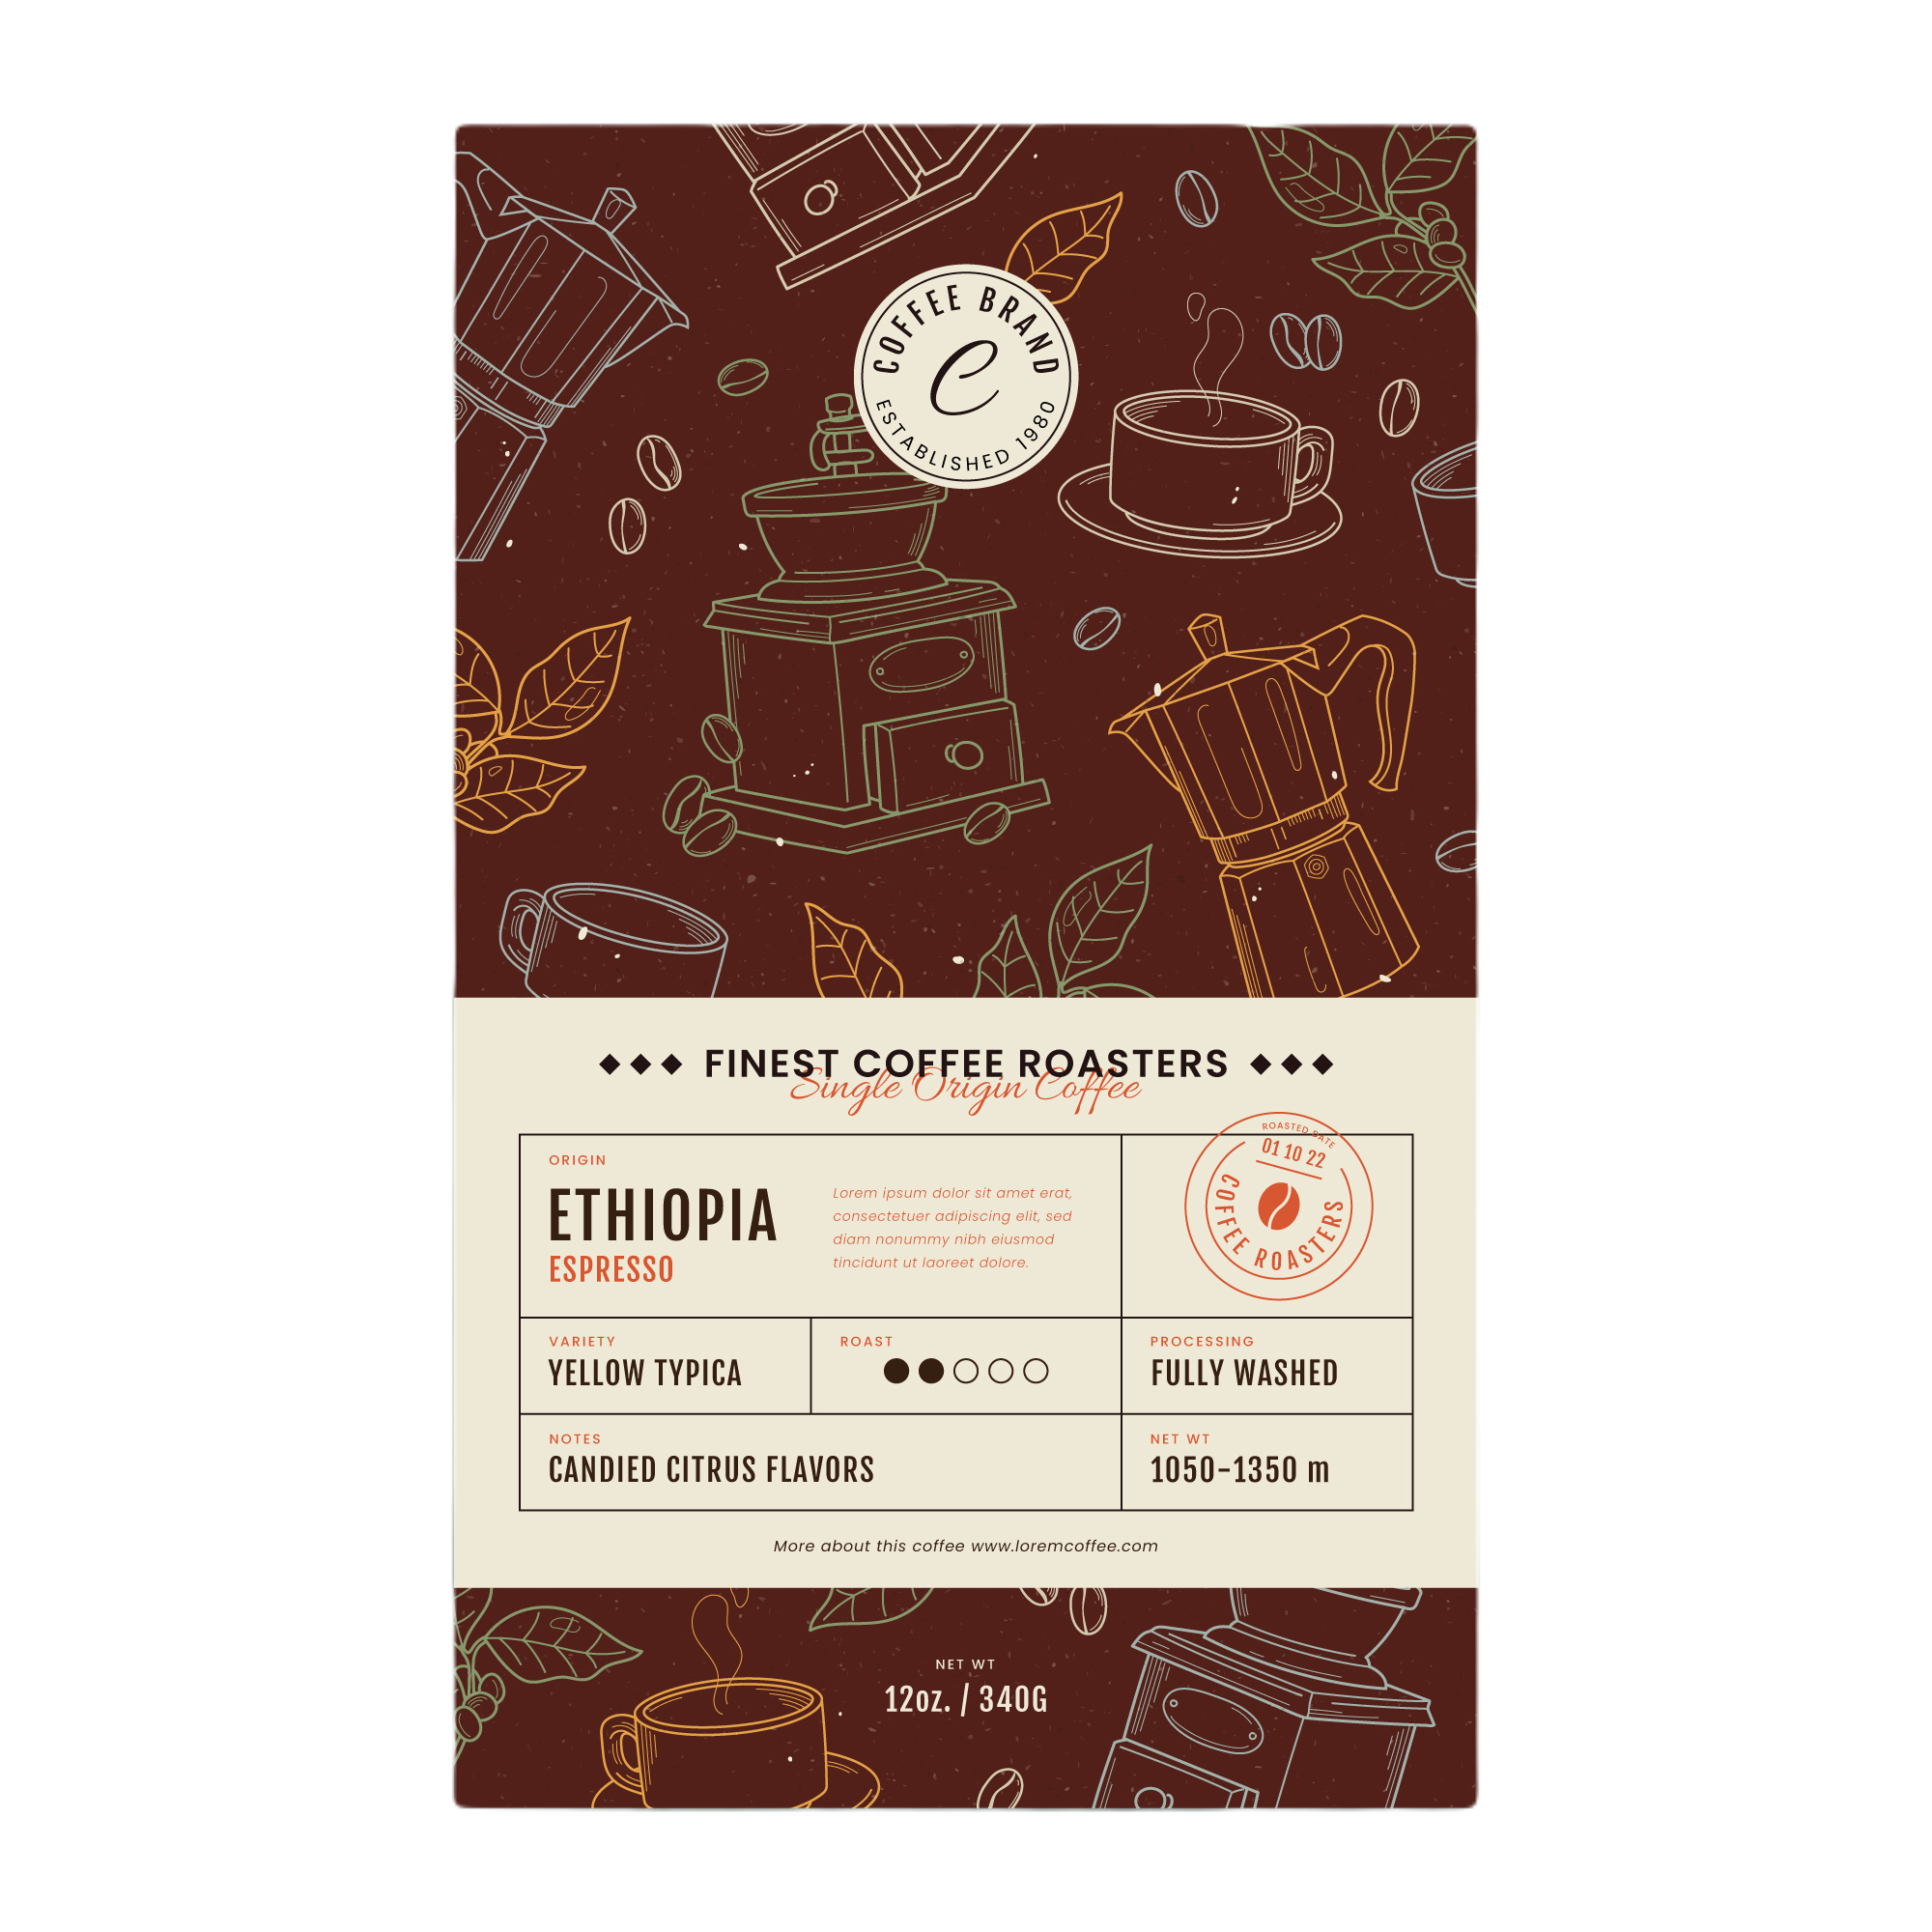 COFFEE BRAND
C
ESTABLISHED 1980
FINEST COFFEE ROASTERS
Single Origin Coffee
ORIGIN
ETHIOPIA
ESPRESSO
Lorem ipsum dolor sit amet erat,
consectetuer adipiscing elit, sed
diam nonummy nibh eiusmod
tincidunt ut laoreet dolore.
ROASTED DATE
01 10 22
COFFEE ROASTERS
VARIETY
YELLOW TYPICA
ROAST
PROCESSING
FULLY WASHED
NOTES
CANDIED CITRUS FLAVORS
NET WT
1050-1350 m
More about this coffee www.loremcoffee.com
NET WT
12oz. / 340G